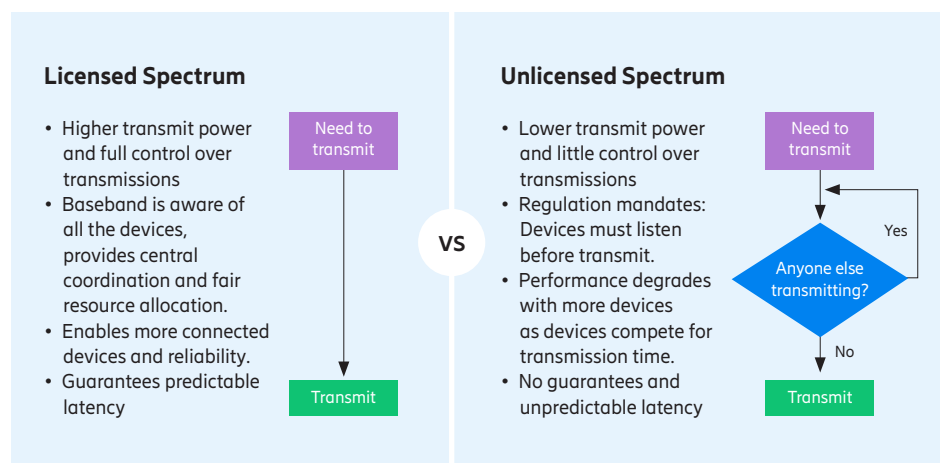 Licensed Spectrum
• Higher transmit power
and full control over
transmissions
• Baseband is aware of
all the devices,
provides central
coordination and fair
resource allocation.
• Enables more connected
devices and reliability.
• Guarantees predictable
latency
Need to
transmit
Transmit
VS
Unlicensed Spectrum
• Lower transmit power
and little control over
transmissions
• Regulation mandates:
Devices must listen
before transmit.
• Performance degrades
with more devices
as devices compete for
transmission time.
• No guarantees and
unpredictable latency
Need to
transmit
Yes
Anyone else
transmitting?
No
Transmit